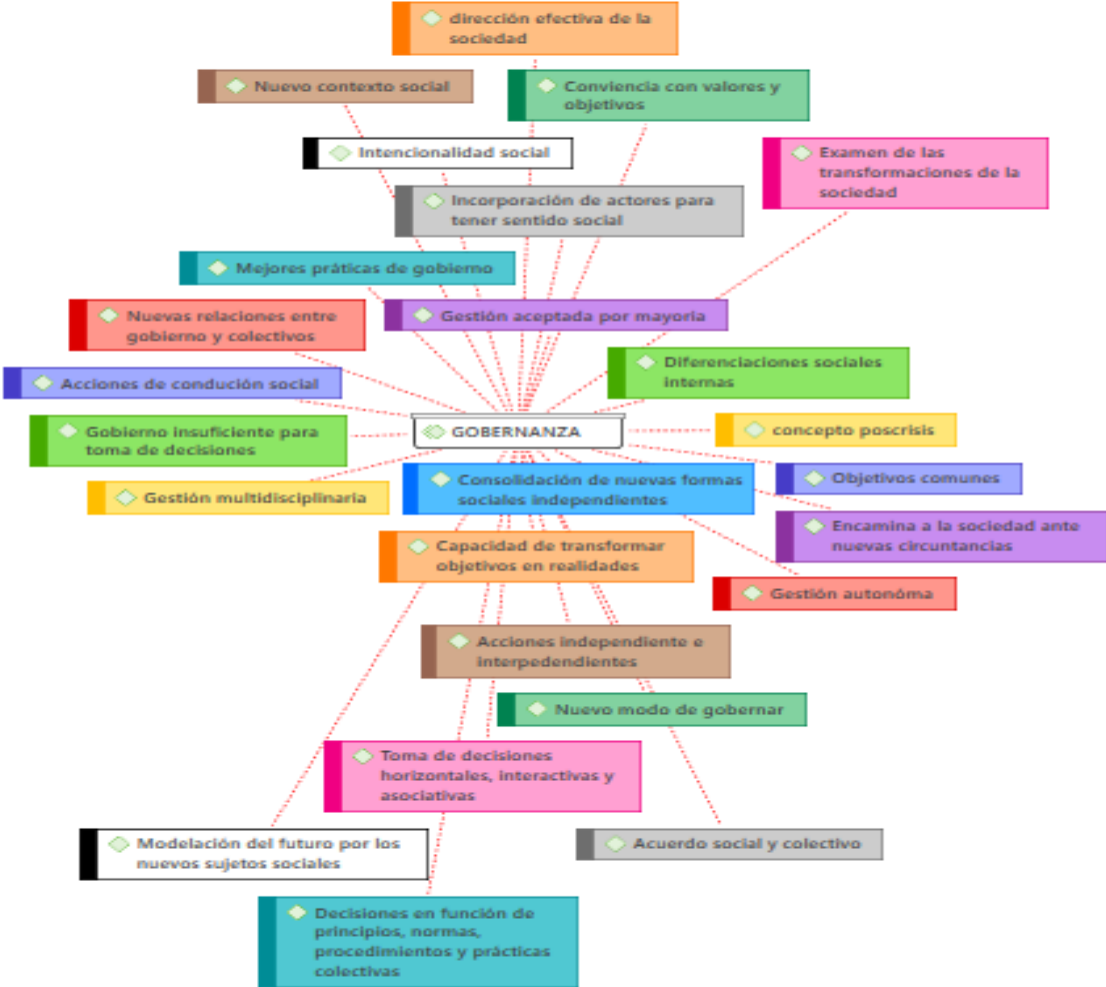 dirección efectiva de la
sociedad
Nuevo contexto social
Conviencia con valores y
objetivos
Intencionalidad social
Examen de las
transformaciones de la
sociedad
Incorporación de actores para
tener sentido social
Mejores práticas de gobierno
Nuevas relaciones entre
gobierno y colectivos
Gestión aceptada por mayoria
Diferenciaciones sociales
internas
Acciones de condución social
Gobierno insuficiente para
toma de decisiones
GOBERNANZA
concepto poscrisis
Gestión multidisciplinaria
Consolidación de nuevas formas
sociales independientes
Objetivos comunes
Encamina a la sociedad ante
nuevas circuntancias
Capacidad de transformar
objetivos en realidades
Gestión autonóma
Acciones independiente e
interpedendientes
Nuevo modo de gobernar
Toma de decisiones
horizontales, interactivas y
asociativas
Modelación del futuro por los
nuevos sujetos sociales
Acuerdo social y colectivo
Decisiones en función de
principios, normas,
procedimientos y prácticas
colectivas